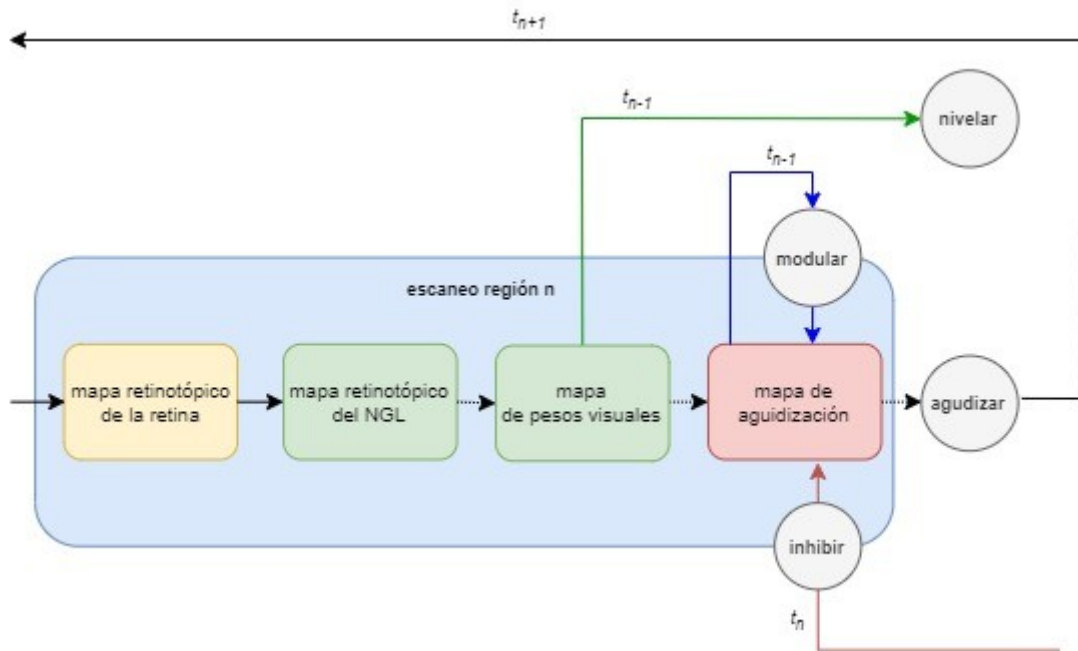 t_{n+1}
t_{n-1}
nivelar
t_{n-1}
modular
escaneo región n
mapa retinotópico
de la retina
mapa retinotópico
del NGL
mapa
de pesos visuales
mapa de
aguidización
agudizar
inhibir
t_n